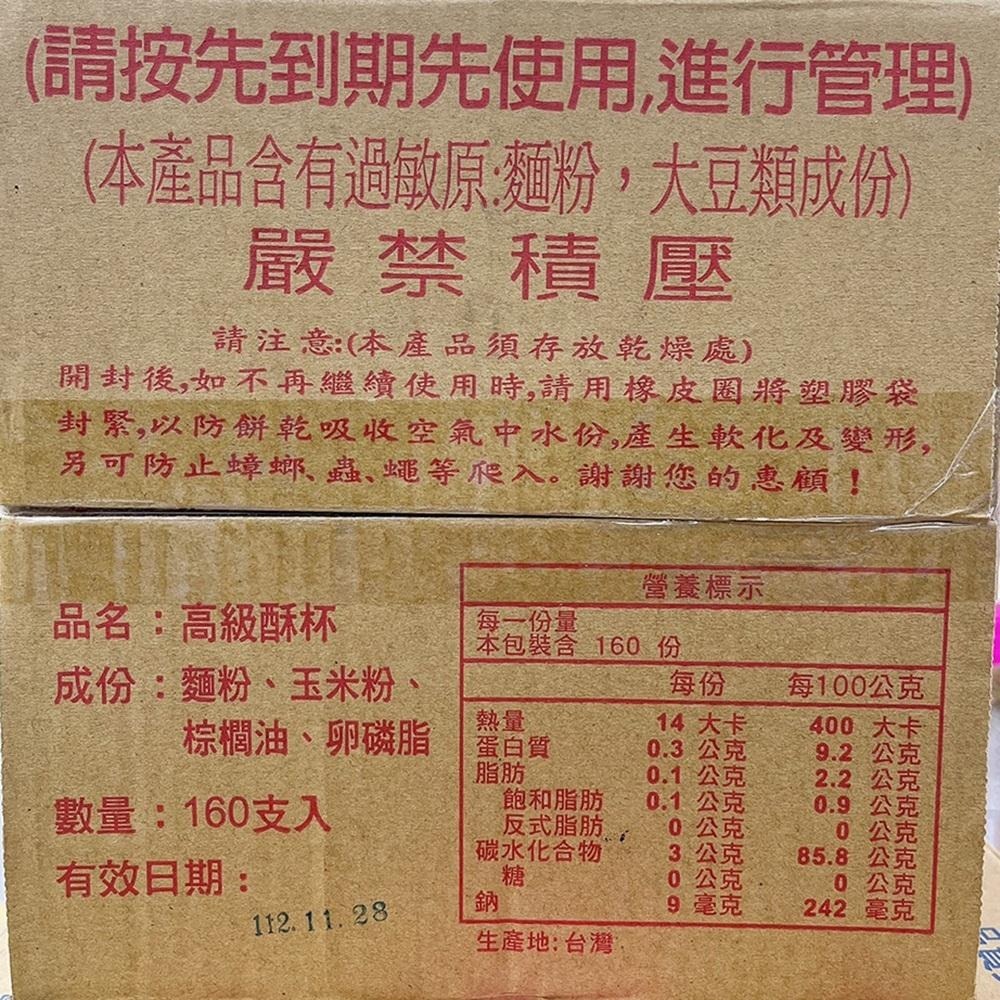 (請按先到期先使用,進行管理)
(本產品含有過敏原:麵粉，大豆類成份)
嚴禁積壓
請注意:(本產品須存放乾燥處)
開封後,如不再繼續使用時,請用橡皮圈將塑膠袋
封緊,以防餅乾吸收空氣中水份,產生軟化及變形,
另可防止蟑螂、蟲、蠅等爬入。謝謝您的惠顧！
品名：高級酥杯
成份：麵粉、玉米粉、
棕櫚油、卵磷脂
數量：160支入
有效日期：
112.11.28
營養標示
每一份量
本包裝含 160 份
每份 每100公克
熱量 14 大卡 400 大卡
蛋白質 0.3 公克 9.2 公克
脂肪 0.1 公克 2.2 公克
飽和脂肪 0.1 公克 0.9 公克
反式脂肪 0 公克 0 公克
碳水化合物 3 公克 85.8 公克
糖 0 公克 0 公克
鈉 9 毫克 242 毫克
生產地:台灣